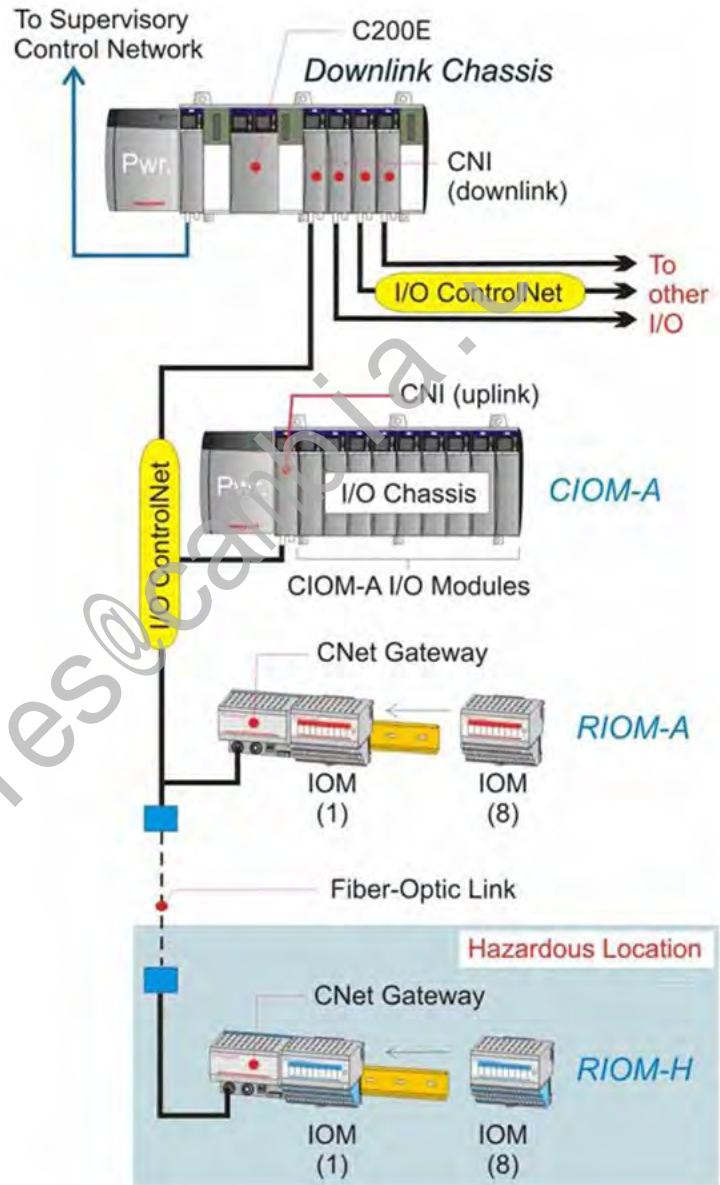 To Supervisory
Control Network
C200E
Downlink Chassis
Pwr.
CNI
(downlink)
To
other
I/O
I/O ControlNet
CNI (uplink)
Pwr.
I/O Chassis
CIOM-A
I/O ControlNet
CIOM-A I/O Modules
CNet Gateway
RIOM-A
IOM
(1)
IOM
(8)
Fiber-Optic Link
Hazardous Location
CNet Gateway
RIOM-H
IOM
(1)
IOM
(8)